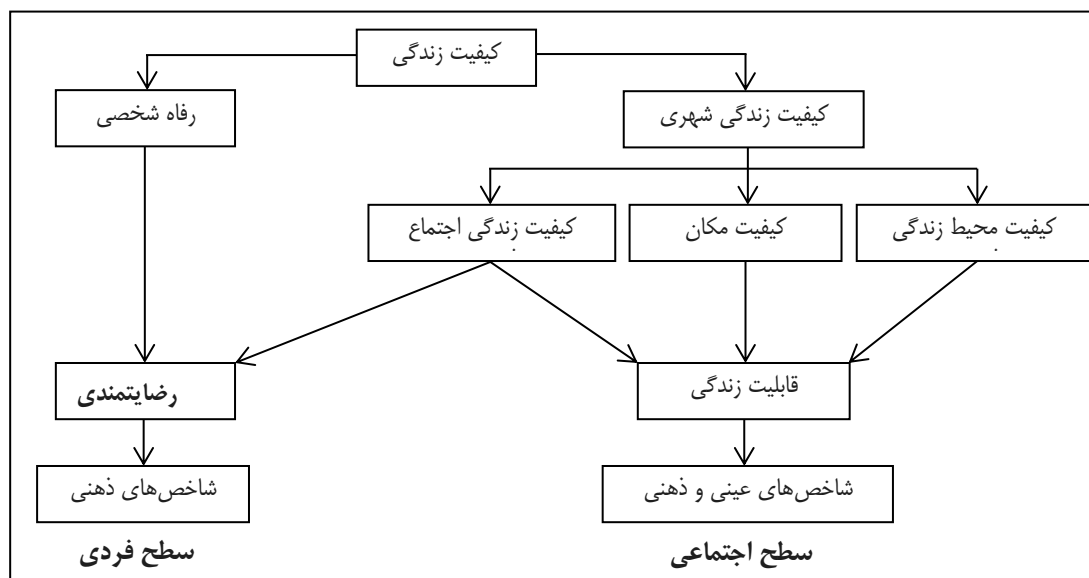 کیفیت زندگی
رفاه شخصی
کیفیت زندگی شهری
کیفیت محیط زندگی
کیفیت مکان
کیفیت زندگی اجتماع
قابلیت زندگی
رضایتمندی
شاخص‌های عینی و ذهنی
شاخص‌های ذهنی
سطح اجتماعی
سطح فردی